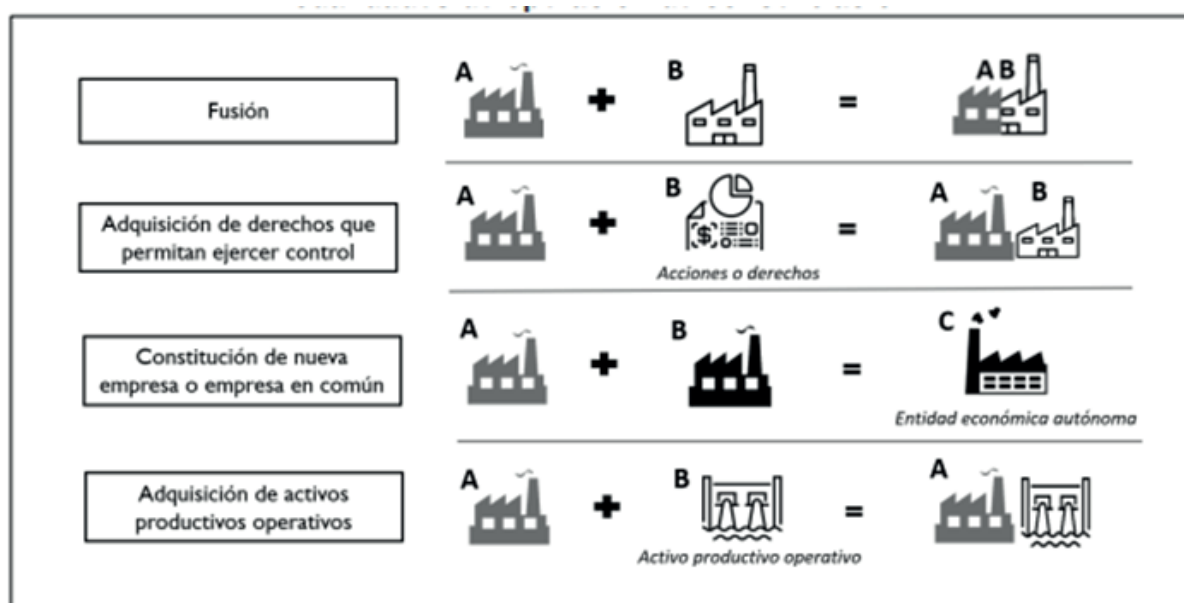 A B A B
Fusión + =
A B A B
Adquisición de derechos que
permitan ejercer control + $ =
Acciones o derechos
A B C
Constitución de nueva
empresa o empresa en común + =
Entidad económica autónoma
A B A
Adquisición de activos
productivos operativos + =
Activo productivo operativo